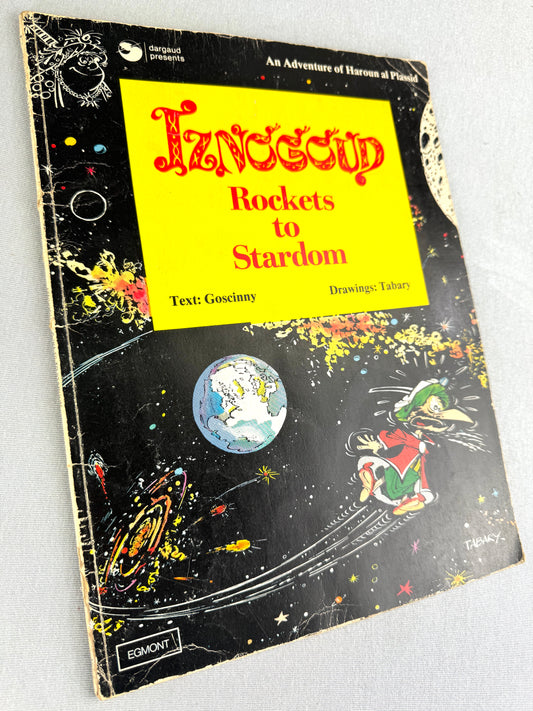 dargaud
presents
An Adventure of Haroun al Plassid
IZNOGOUD
Rockets
to
Stardom
Text: Goscinny
Drawings: Tabary
TABARY
EGMONT